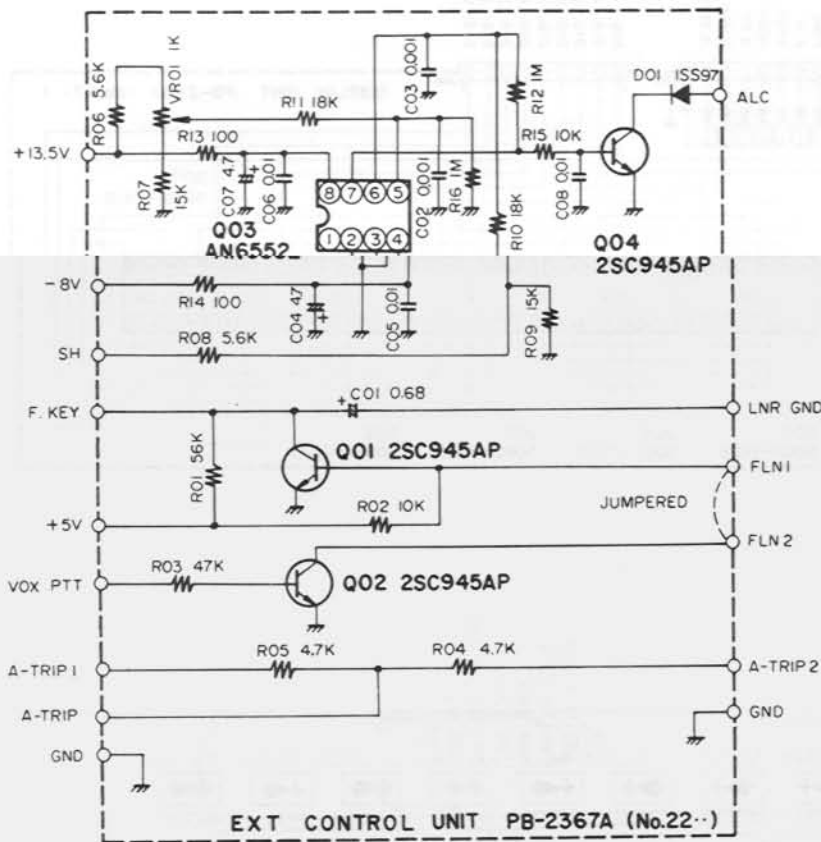 R06 5.6K
VR01 1K
R11 18K
C03 0.001
R12 1M
D01 1SS97
ALC
R13 100
R15 10K
+13.5V
R07 15K
C07 4.7 +
C06 0.01
8 7 6 5
1 2 3 4
C02 0.001
R16 1M
R10 18K
C08 0.01
Q03
AN6552
Q04
2SC945AP
-8V
R14 100
C04 47 +
C05 0.01
R09 15K
SH
R08 5.6K
F. KEY
+ C01 0.68
LNR GND
R01 56K
Q01 2SC945AP
FLN1
R02 10K
JUMPERED
+5V
FLN2
VOX PTT
R03 47K
Q02 2SC945AP
A-TRIP 1
R05 4.7K
R04 4.7K
A-TRIP 2
A-TRIP
GND
GND
EXT CONTROL UNIT PB-2367A (No.22··)